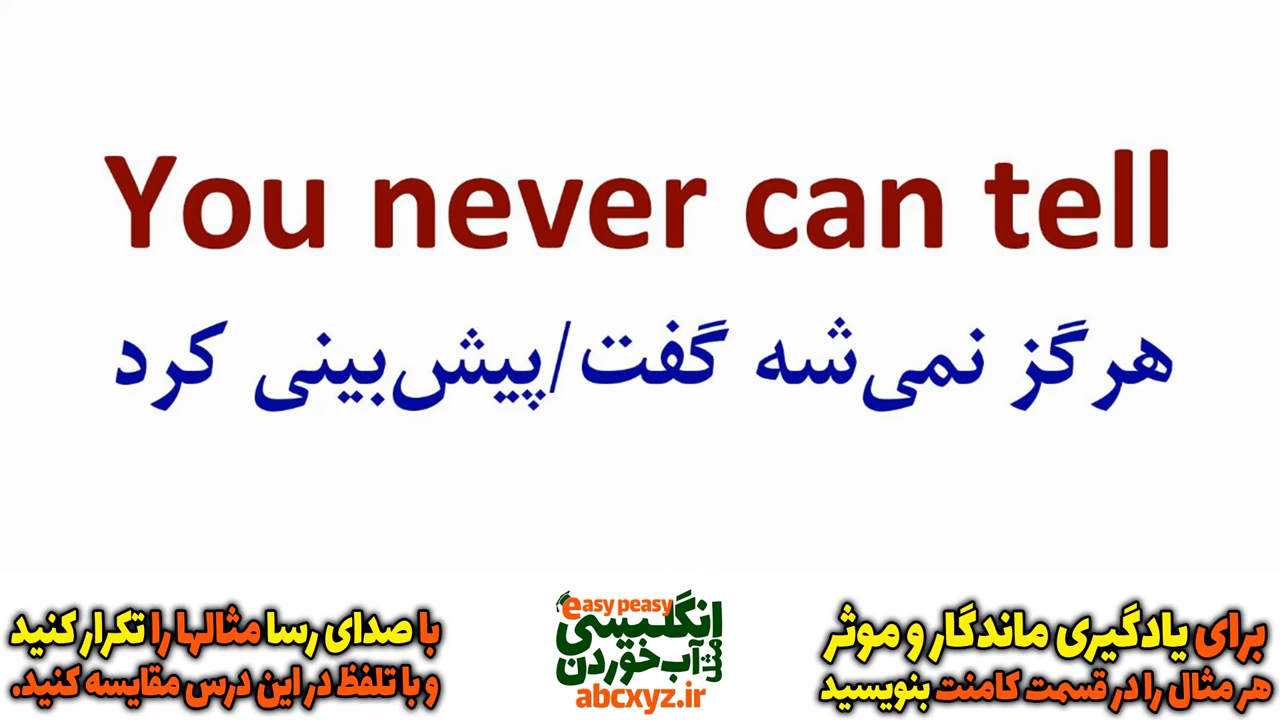 You never can tell
هرگز نمی‌شه گفت/پیش‌بینی کرد
برای یادگیری ماندگار و موثر
هر مثال را در قسمت کامنت بنویسید
easy peasy
انگلیسی
مثل آب خوردن
abcxyz.ir
با صدای رسا مثالها را تکرار کنید
و با تلفظ در این درس مقایسه کنید.